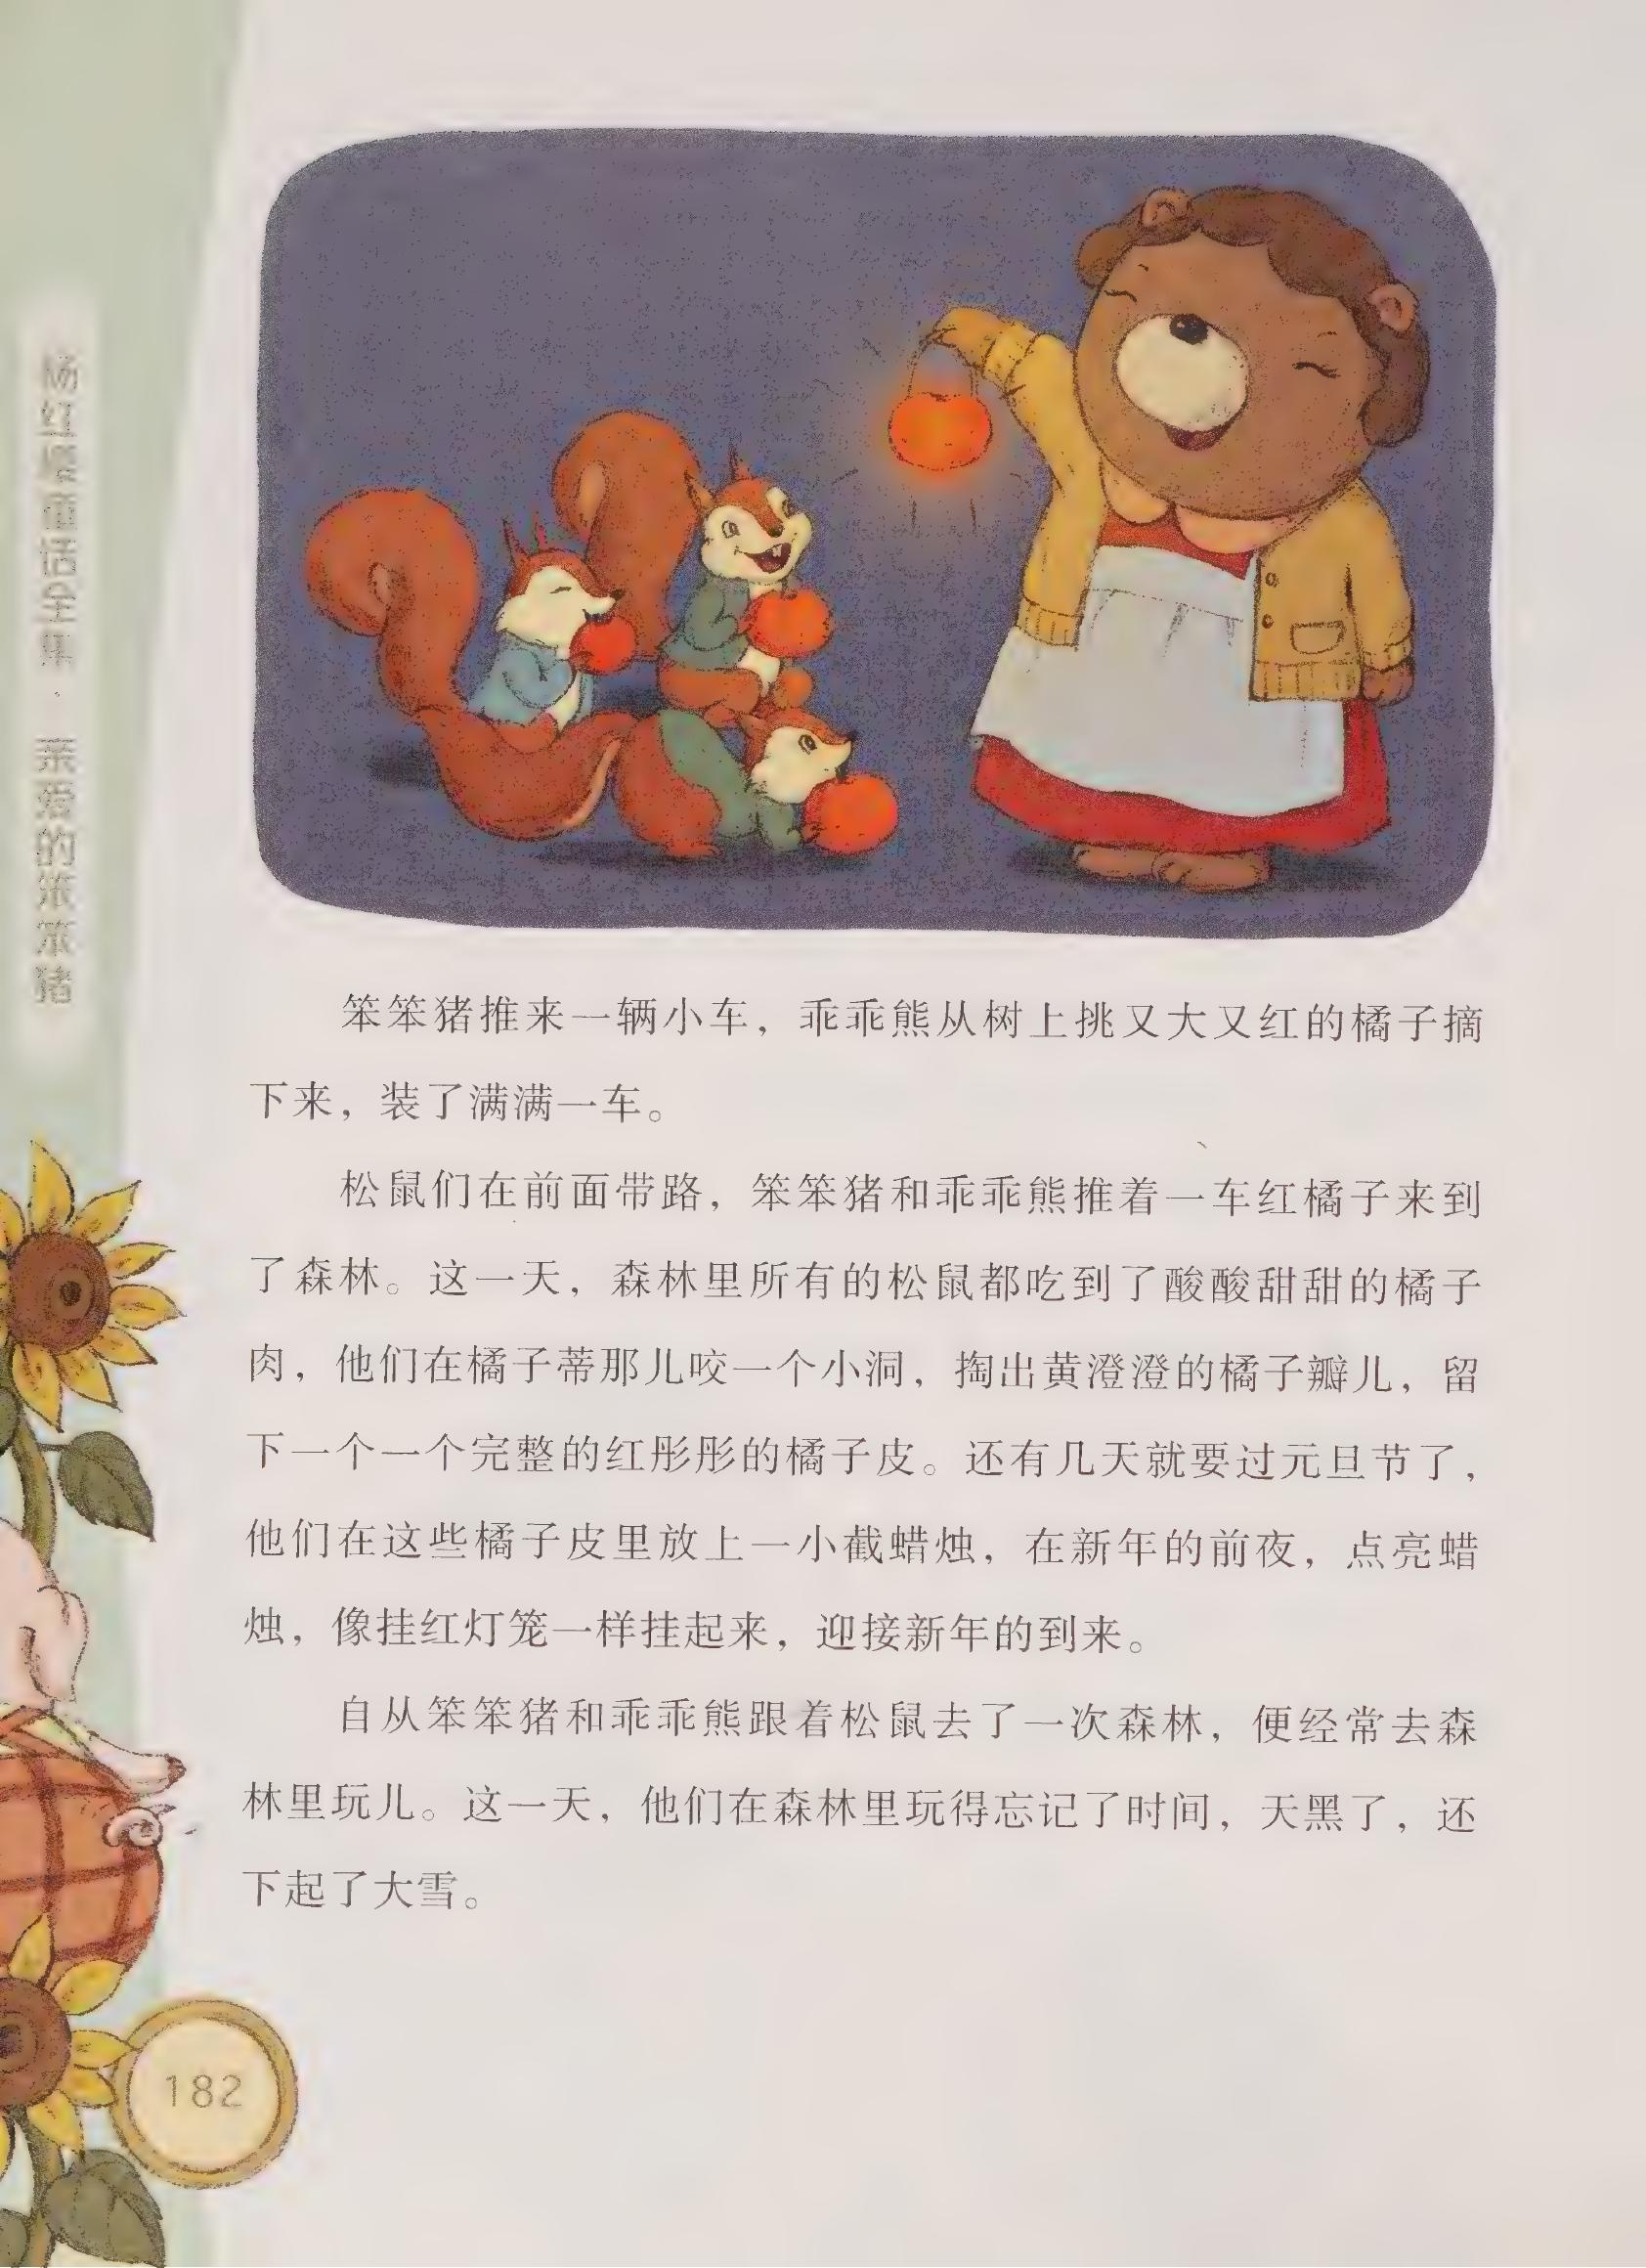 杨红樱童话全集·亲爱的笨笨猪
笨笨猪推来一辆小车，乖乖熊从树上挑又大又红的橘子摘
下来，装了满满一车。
松鼠们在前面带路，笨笨猪和乖乖熊推着一车红橘子来到
了森林。这一天，森林里所有的松鼠都吃到了酸酸甜甜的橘子
肉，他们在橘子蒂那儿咬一个小洞，掏出黄澄澄的橘子瓣儿，留
下一个一个完整的红彤彤的橘子皮。还有几天就要过元旦节了，
他们在这些橘子皮里放上一小截蜡烛，在新年的前夜，点亮蜡
烛，像挂红灯笼一样挂起来，迎接新年的到来。
自从笨笨猪和乖乖熊跟着松鼠去了一次森林，便经常去森
林里玩儿。这一天，他们在森林里玩得忘记了时间，天黑了，还
下起了大雪。
182